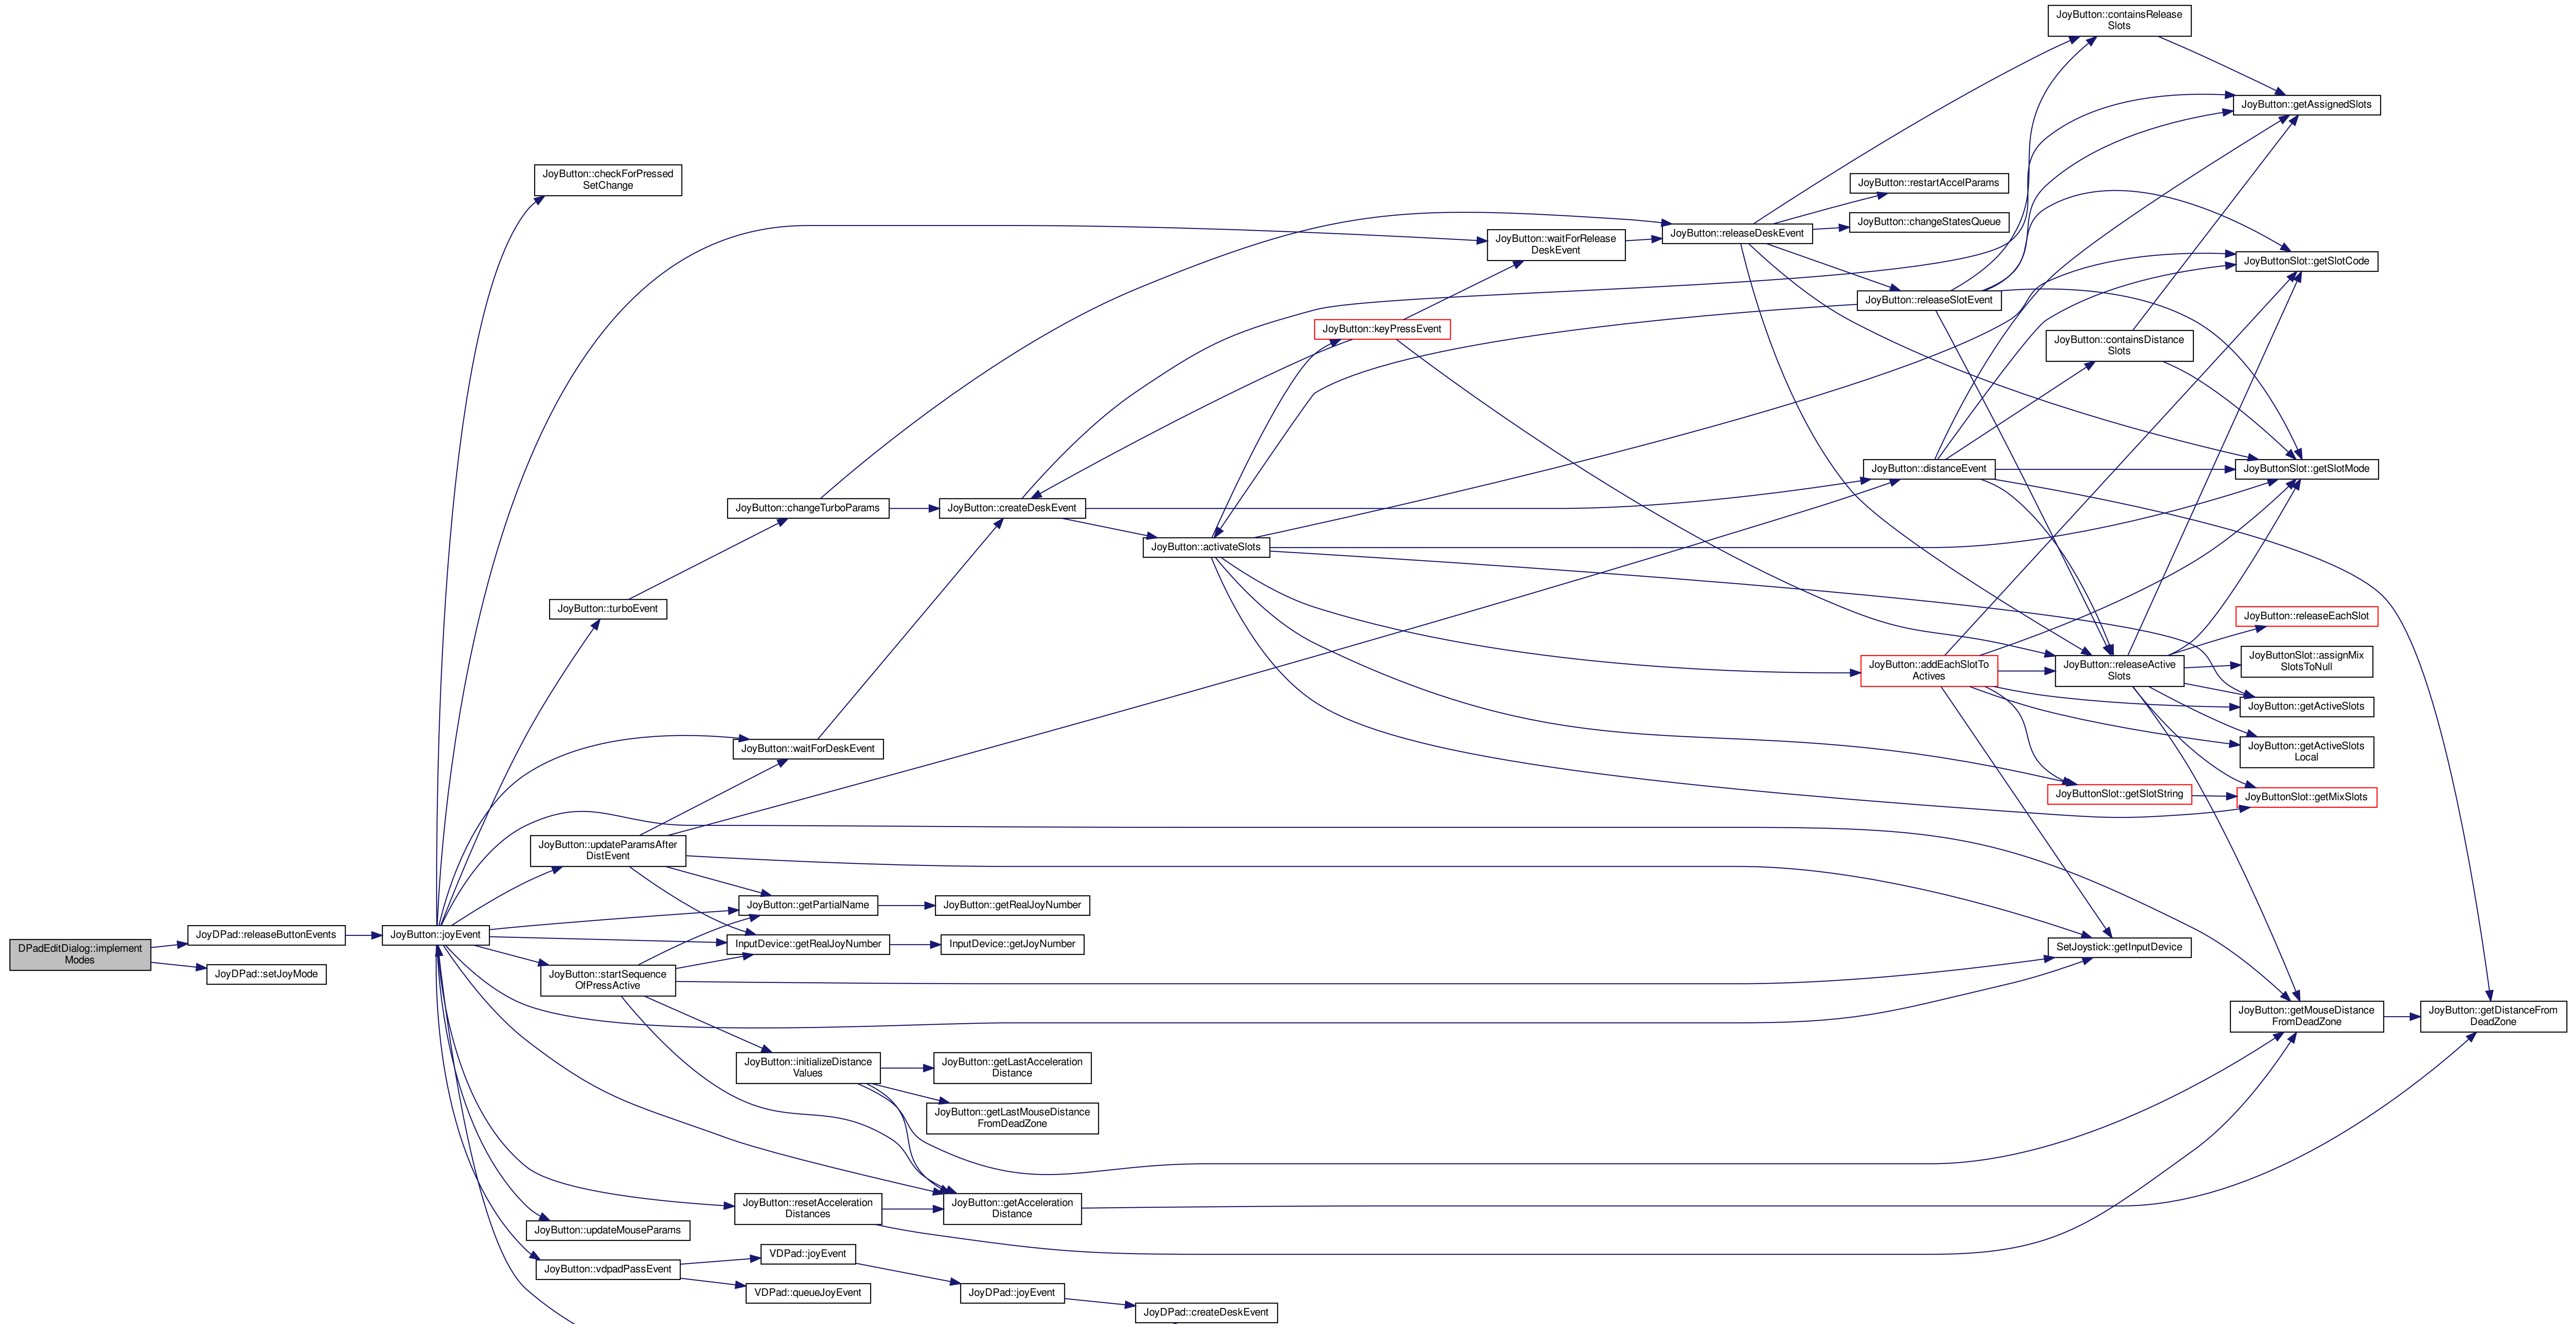 JoyButton::containsRelease
Slots
JoyButton::getAssignedSlots
JoyButton::checkForPressed
SetChange
JoyButton::restartAccelParams
JoyButton::changeStatesQueue
JoyButton::releaseDeskEvent
JoyButton::waitForRelease
DeskEvent
JoyButtonSlot::getSlotCode
JoyButton::releaseSlotEvent
JoyButton::keyPressEvent
JoyButton::containsDistance
Slots
JoyButton::distanceEvent
JoyButtonSlot::getSlotMode
JoyButton::changeTurboParams
JoyButton::createDeskEvent
JoyButton::activateSlots
JoyButton::turboEvent
JoyButton::releaseEachSlot
JoyButton::addEachSlotTo
Actives
JoyButton::releaseActive
Slots
JoyButtonSlot::assignMix
SlotsToNull
JoyButton::getActiveSlots
JoyButton::waitForDeskEvent
JoyButton::getActiveSlots
Local
JoyButtonSlot::getSlotString
JoyButtonSlot::getMixSlots
JoyButton::updateParamsAfter
DistEvent
JoyButton::getPartialName
JoyButton::getRealJoyNumber
DPadEditDialog::implement
Modes
JoyDPad::releaseButtonEvents
JoyButton::joyEvent
InputDevice::getRealJoyNumber
InputDevice::getJoyNumber
SetJoystick::getInputDevice
JoyDPad::setJoyMode
JoyButton::startSequence
OfPressActive
JoyButton::getMouseDistance
FromDeadZone
JoyButton::getDistanceFrom
DeadZone
JoyButton::initializeDistance
Values
JoyButton::getLastAcceleration
Distance
JoyButton::getLastMouseDistance
FromDeadZone
JoyButton::resetAcceleration
Distances
JoyButton::getAcceleration
Distance
JoyButton::updateMouseParams
JoyButton::vdpadPassEvent
VDPad::joyEvent
VDPad::queueJoyEvent
JoyDPad::joyEvent
JoyDPad::createDeskEvent